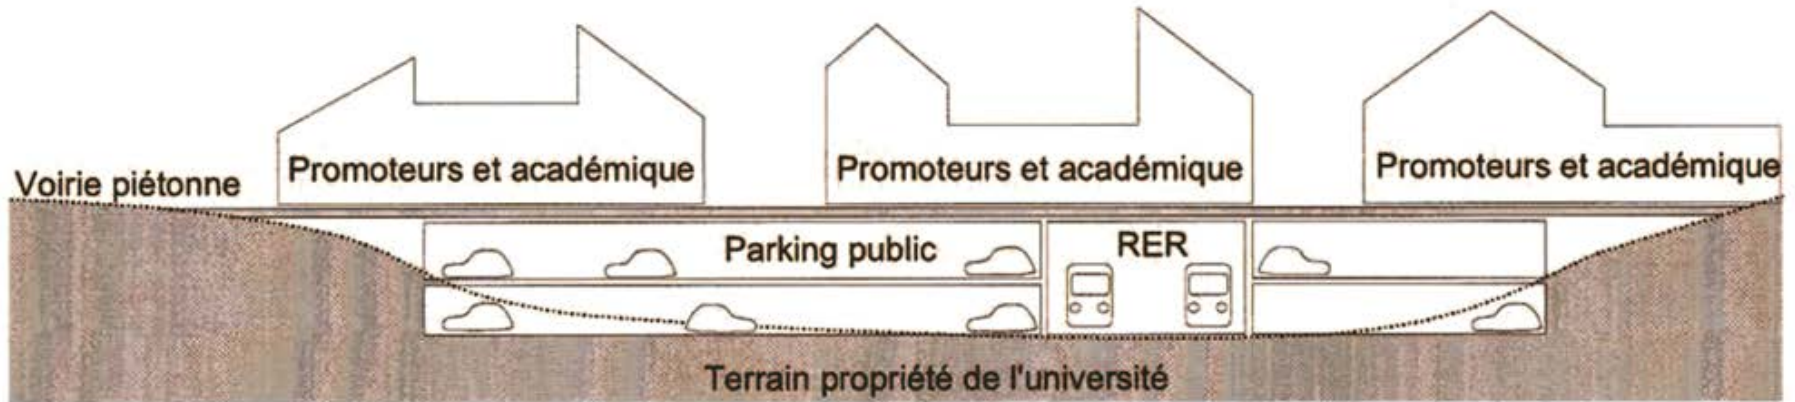 Promoteurs et académique
Promoteurs et académique
Promoteurs et académique
Voirie piétonne
Parking public
RER
Terrain propriété de l'université